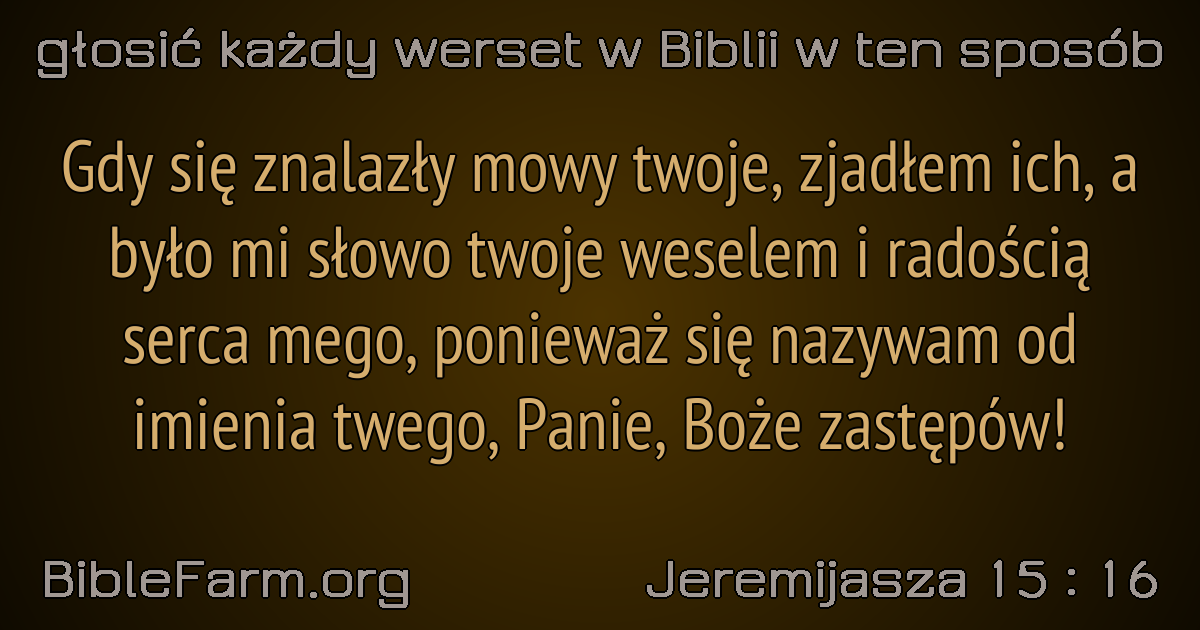 głosić każdy werset w Biblii w ten sposób
Gdy się znalazły mowy twoje, zjadłem ich, a
było mi słowo twoje weselem i radością
serca mego, ponieważ się nazywam od
imienia twego, Panie, Boże zastępów!
BibleFarm.org
Jeremijasza 15 : 16